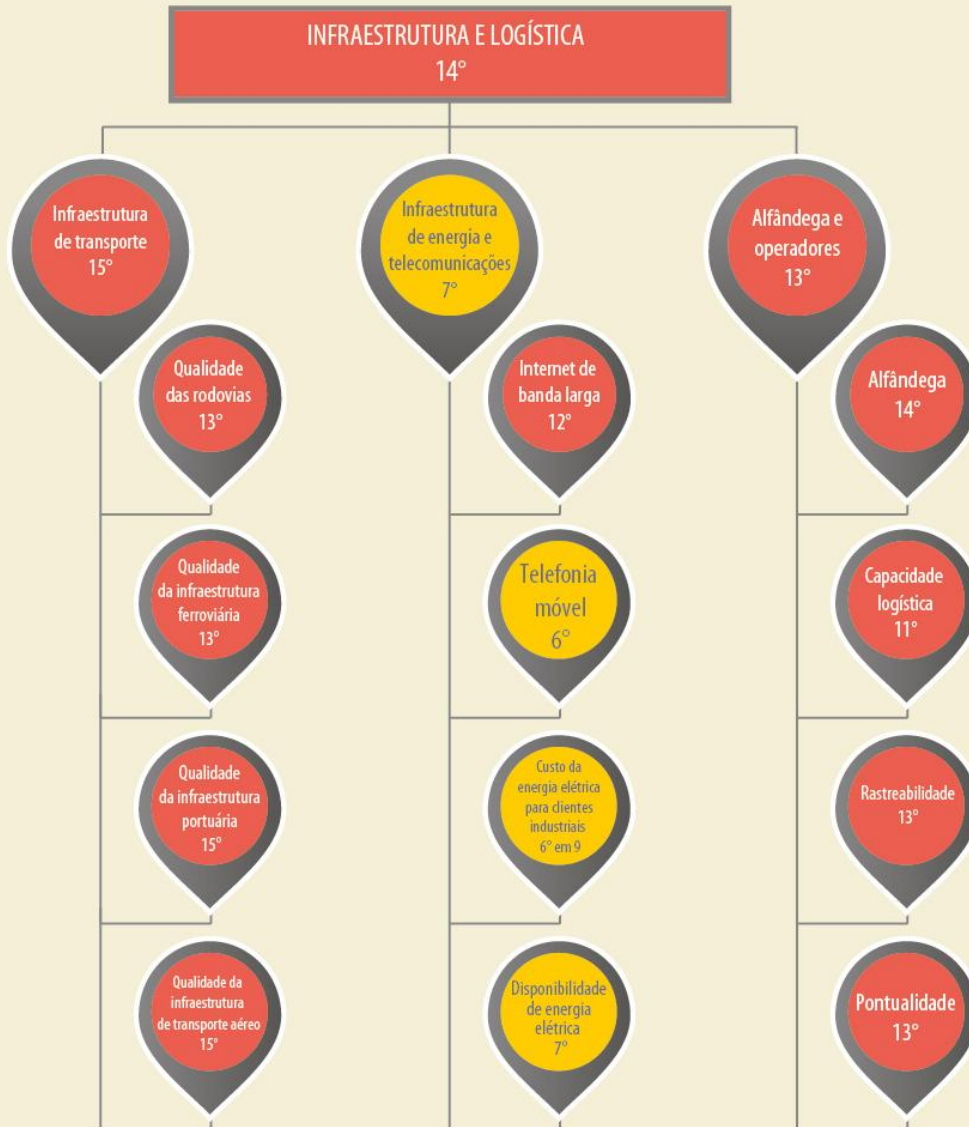 INFRAESTRUTURA E LOGÍSTICA
14°
Infraestrutura
de transporte
15°
Qualidade
das rodovias
13°
Qualidade
da infraestrutura
ferroviária
13°
Qualidade
da infraestrutura
portuária
15°
Qualidade da
infraestrutura
de transporte aéreo
15°
Infraestrutura
de energia e
telecomunicações
7°
Internet de
banda larga
12°
Telefonia
móvel
6°
Custo da
energia elétrica
para clientes
industriais
6° em 9
Disponibilidade
de energia
elétrica
7°
Alfândega e
operadores
13°
Alfândega
14°
Capacidade
logística
11°
Rastreabilidade
13°
Pontualidade
13°